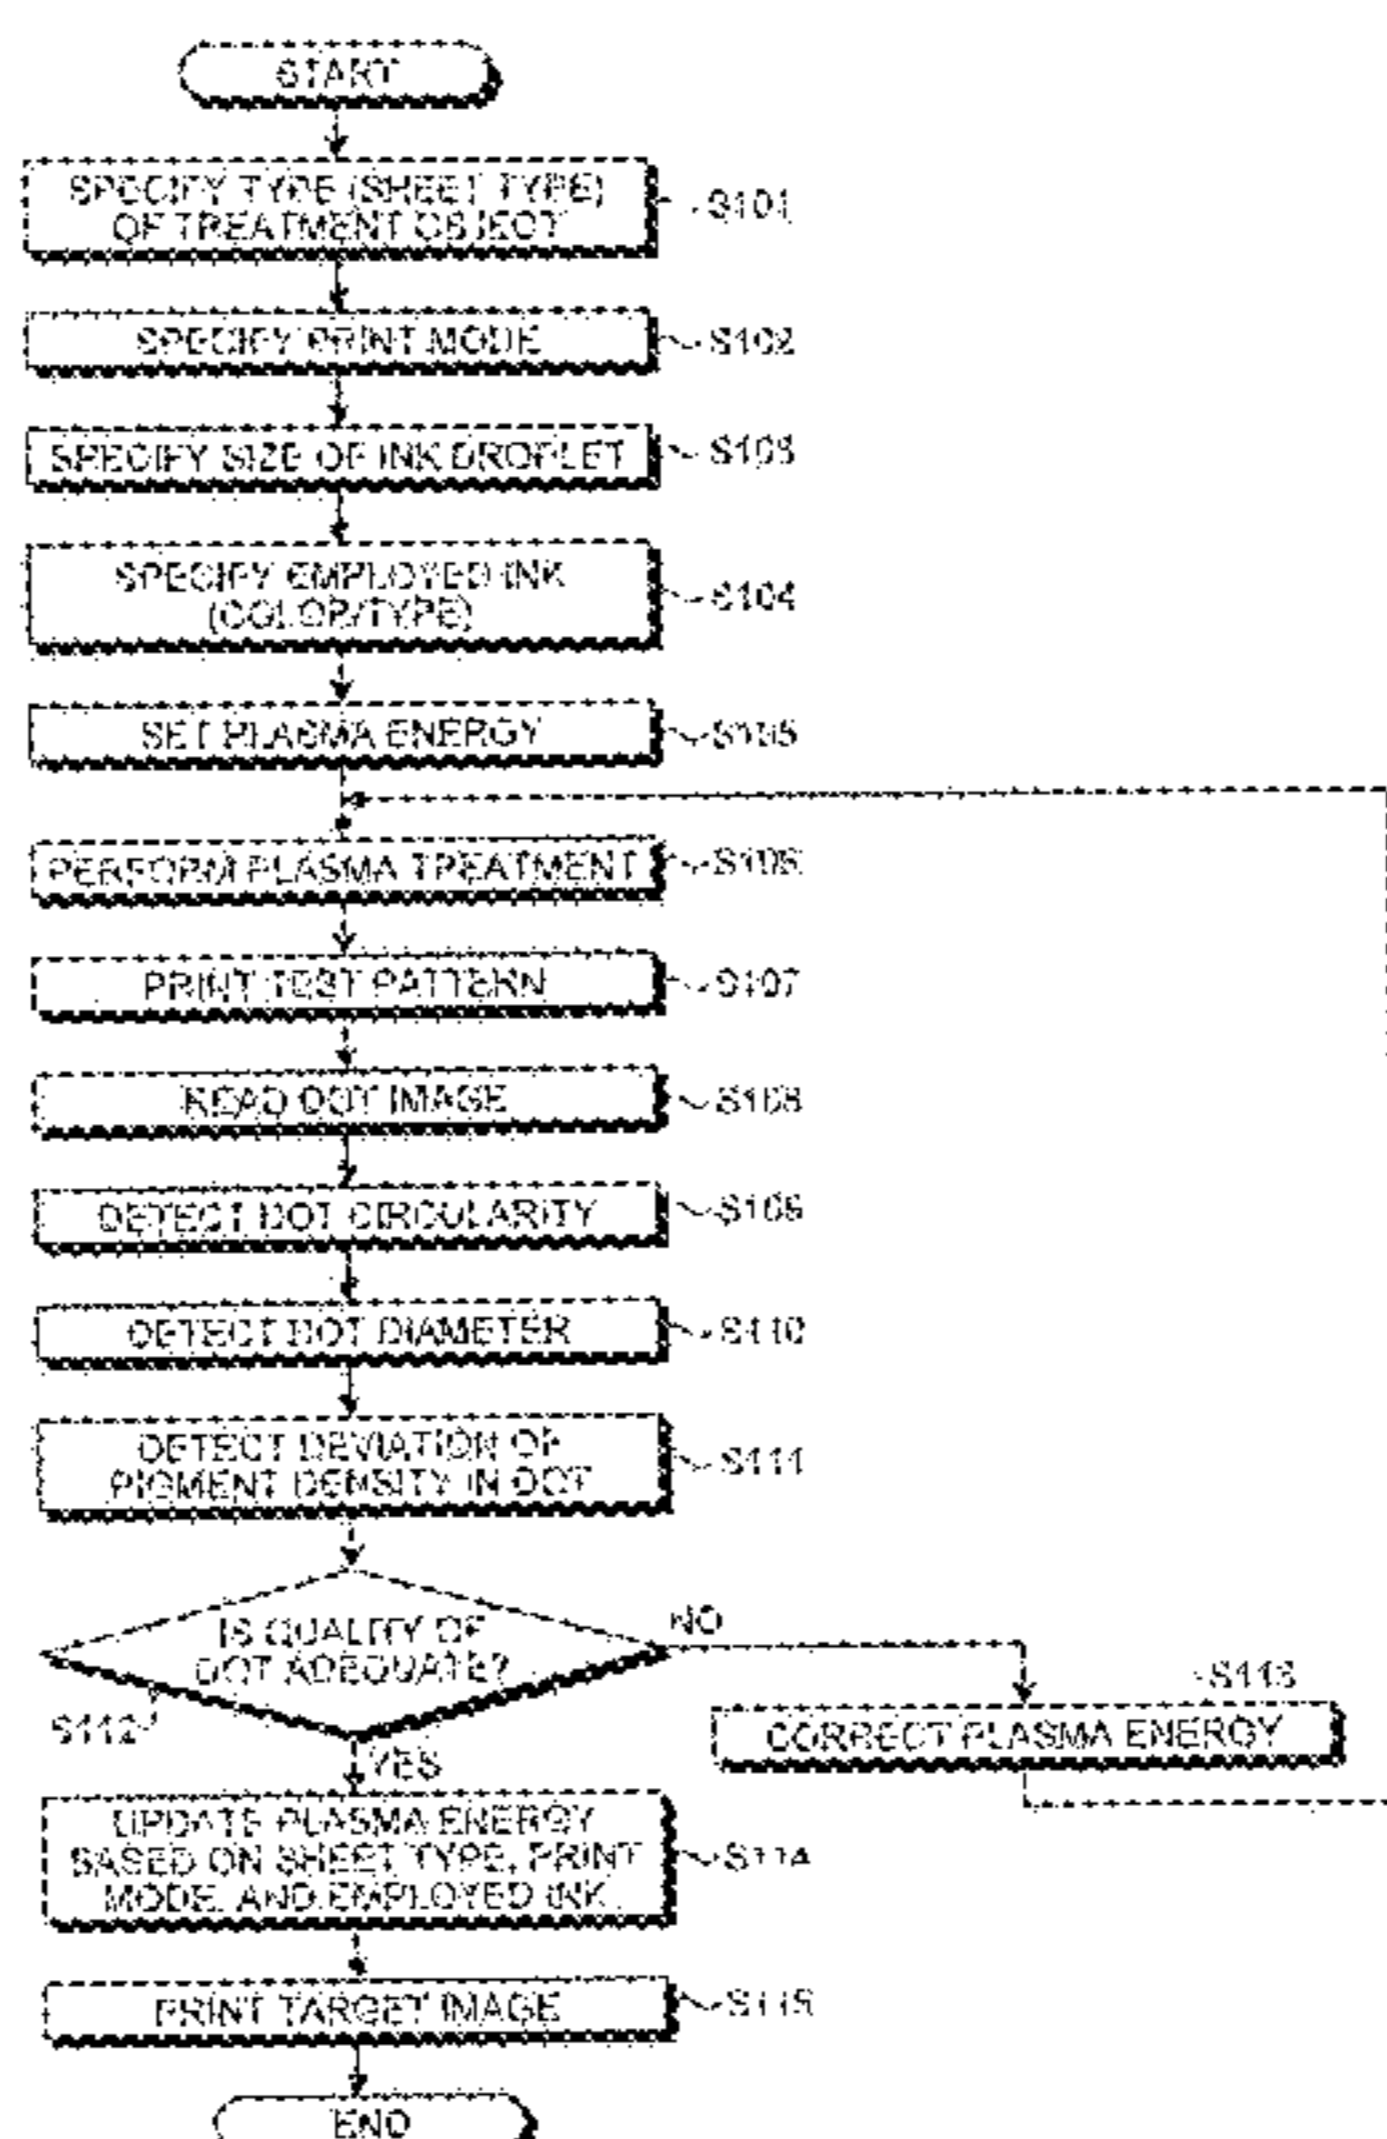 START
SPECIFY TYPE (SHEET TYPE)
OF TREATMENT OBJECT
S101
SPECIFY PRINT MODE
S102
SPECIFY SIZE OF INK DROPLET
S103
SPECIFY EMPLOYED INK
(COLOR/TYPE)
S104
SET PLASMA ENERGY
S105
PERFORM PLASMA TREATMENT
S106
PRINT TEST PATTERN
S107
READ DOT IMAGE
S108
DETECT DOT CIRCULARITY
S109
DETECT DOT DIAMETER
S110
DETECT DEVIATION OF
PIGMENT DENSITY IN DOT
S111
IS QUALITY OF
DOT ADEQUATE?
S112
NO
S113
CORRECT PLASMA ENERGY
YES
UPDATE PLASMA ENERGY
BASED ON SHEET TYPE, PRINT
MODE, AND EMPLOYED INK
S114
PRINT TARGET IMAGE
S115
END